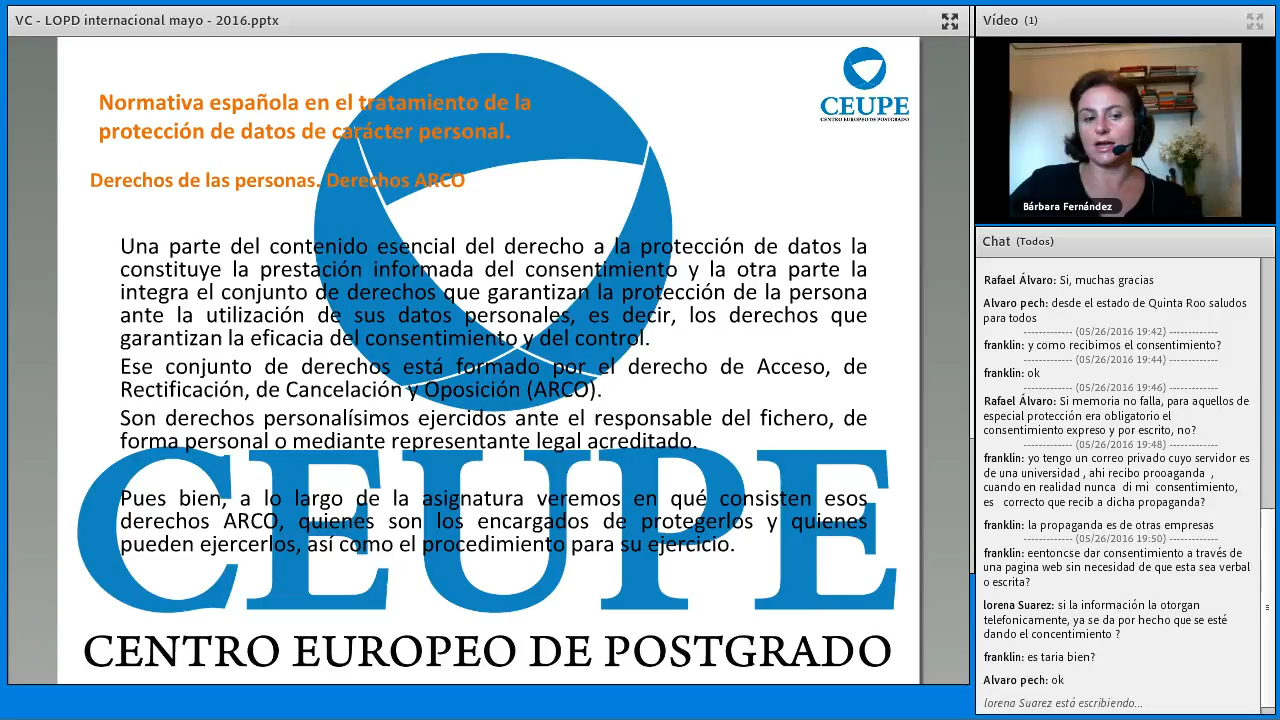 VC - LOPD internacional mayo - 2016.pptx
Normativa española en el tratamiento de la
protección de datos de carácter personal.
CEUPE
CENTRO EUROPEO DE POSTGRADO
Derechos de las personas. Derechos ARCO
Una parte del contenido esencial del derecho a la protección de datos la
constituye la prestación informada del consentimiento y la otra parte la
integra el conjunto de derechos que garantizan la protección de la persona
ante la utilización de sus datos personales, es decir, los derechos que
garantizan la eficacia del consentimiento y del control.
Ese conjunto de derechos está formado por el derecho de Acceso, de
Rectificación, de Cancelación y Oposición (ARCO).
Son derechos personalísimos ejercidos ante el responsable del fichero, de
forma personal o mediante representante legal acreditado.
Pues bien, a lo largo de la asignatura veremos en qué consisten esos
derechos ARCO, quienes son los encargados de protegerlos y quienes
pueden ejercerlos, así como el procedimiento para su ejercicio.
CEUPE
CENTRO EUROPEO DE POSTGRADO
Vídeo (1)
Bárbara Fernández
Chat (Todos)
Rafael Álvaro: Si, muchas gracias
Alvaro pech: desde el estado de Quinta Roo saludos
para todos
------------- (05/26/2016 19:42) -------------
franklin: y como recibimos el consentimiento?
------------- (05/26/2016 19:44) -------------
franklin: ok
------------- (05/26/2016 19:46) -------------
Rafael Álvaro: Si memoria no falla, para aquellos de
especial protección era obligatorio el
consentimiento expreso y por escrito, no?
------------- (05/26/2016 19:48) -------------
franklin: yo tengo un correo privado cuyo servidor es
de una universidad , ahi recibo prooaganda ,
cuando en realidad nunca di mi consentimiento,
es correcto que recib a dicha propaganda?
franklin: la propaganda es de otras empresas
------------- (05/26/2016 19:50) -------------
franklin: eentoncse dar consentimiento a través de
una pagina web sin necesidad de que esta sea verbal
o escrita?
lorena Suarez: si la información la otorgan
telefonicamente, ya se da por hecho que se esté
dando el concentimiento ?
franklin: es taria bien?
Alvaro pech: ok
lorena Suarez está escribiendo...